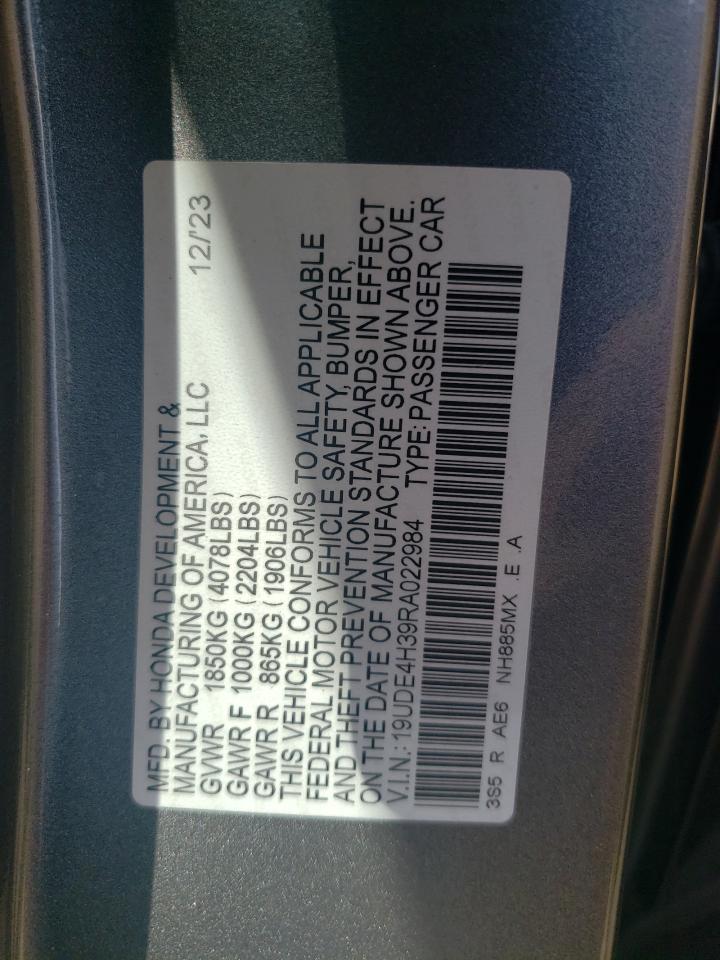 MFD. BY HONDA DEVELOPMENT &
MANUFACTURING OF AMERICA, LLC 12/'23
GVWR 1850KG (4078LBS)
GAWR F 1000KG (2204LBS)
GAWR R 865KG (1906LBS)
THIS VEHICLE CONFORMS TO ALL APPLICABLE
FEDERAL MOTOR VEHICLE SAFETY, BUMPER,
AND THEFT PREVENTION STANDARDS IN EFFECT
ON THE DATE OF MANUFACTURE SHOWN ABOVE.
V.I.N.: 19UDE4H39RA022984 TYPE: PASSENGER CAR
3S5 R AE6 NH885MX .E .A